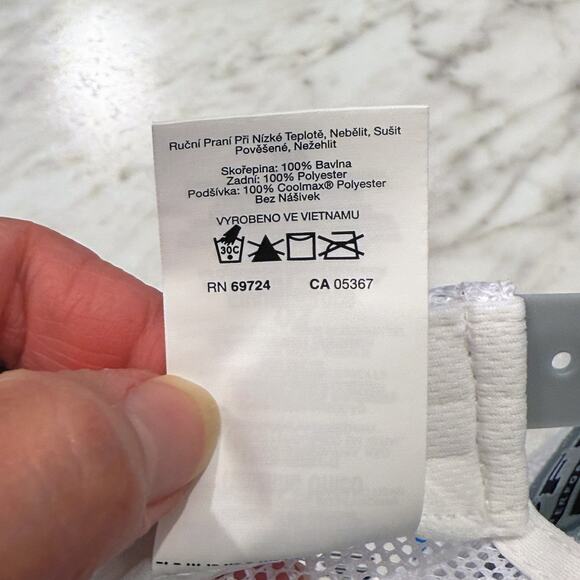 Ruční Praní Při Nízké Teplotě, Nebělit, Sušit
Pověšené, Nežehlit
Skořepina: 100% Bavlna
Zadní: 100% Polyester
Podšívka: 100% Coolmax® Polyester
Bez Nášivek
VYROBENO VE VIETNAMU
30C
RN 69724 CA 05367